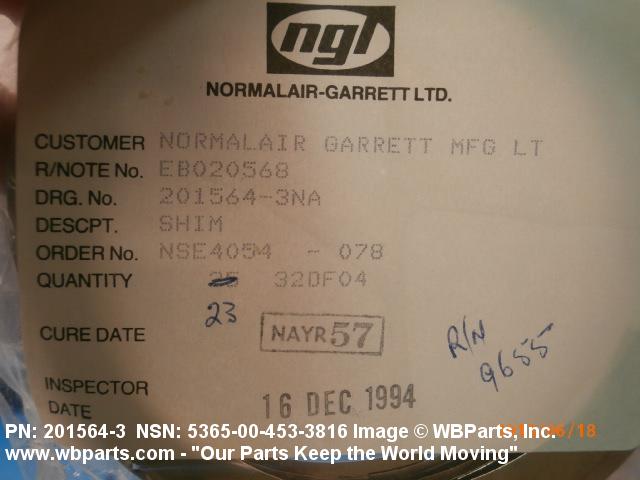 ngl
NORMALAIR-GARRETT LTD.
CUSTOMER NORMALAIR GARRETT MFG LT
R/NOTE No. EB020568
DRG. No. 201564-3NA
DESCPT. SHIM
ORDER No. NSE4054 - 078
QUANTITY 32DF04
23
CURE DATE NAYR 57
R/N
9655
INSPECTOR
DATE 16 DEC 1994
PN: 201564-3 NSN: 5365-00-453-3816 Image © WBParts, Inc.
www.wbparts.com - "Our Parts Keep the World Moving"